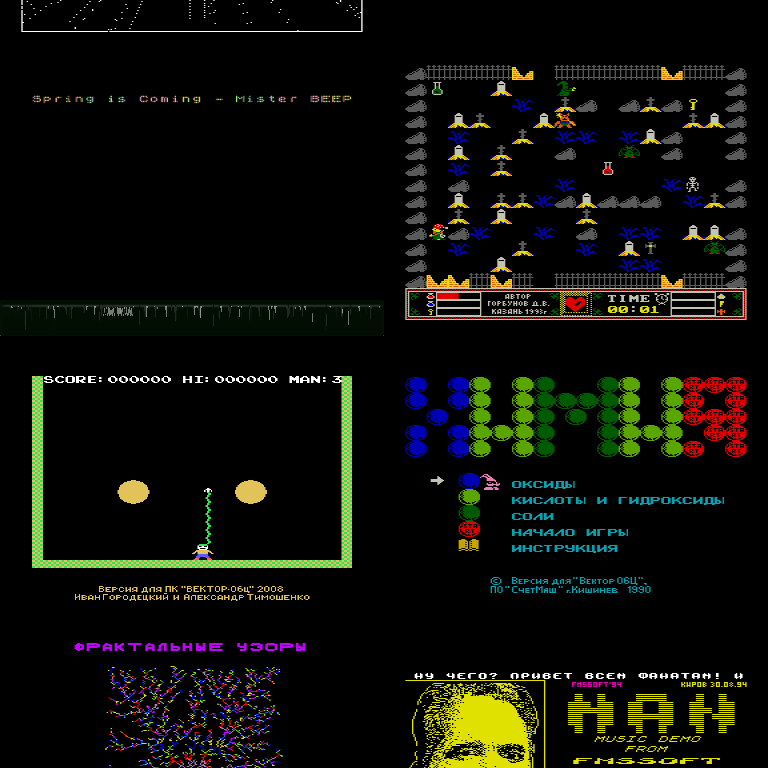 Spring is Coming - Mister BEEP
АВТОР
ГОРБУНОВ Д.В.
КАЗАНЬ 1993г
TIME
00:01
SCORE:000000 HI:000000 MAN:3
Версия для ПК "ВЕКТОР-06ц" 2008
Иван Городецкий и Александр Тимошенко
ХИМИЯ
ОКСИДЫ
КИСЛОТЫ И ГИДРОКСИДЫ
СОЛИ
НАЧАЛО ИГРЫ
ИНСТРУКЦИЯ
© Версия для "Вектор 06Ц".
ПО "СчетМаш" г.Кишинев 1990
ФРАКТАЛЬНЫЕ УЗОРЫ
НУ ЧЕГО? ПРИВЕТ ВСЕМ ФАНАТАМ! И
FMSSOFT'94
КИРОВ 30.08.94
MUSIC DEMO
FROM
FMSSOFT